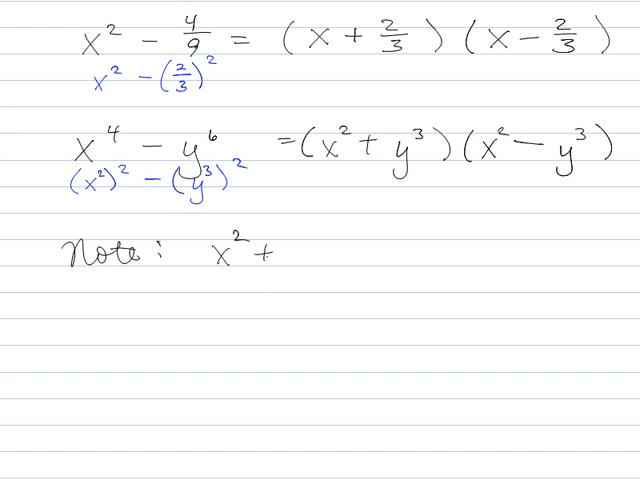 x² - 4/9 = (x + 2/3)(x - 2/3)
x² - (2/3)²
x⁴ - y⁶ = (x² + y³)(x² - y³)
(x²)² - (y³)²
Note: x² +